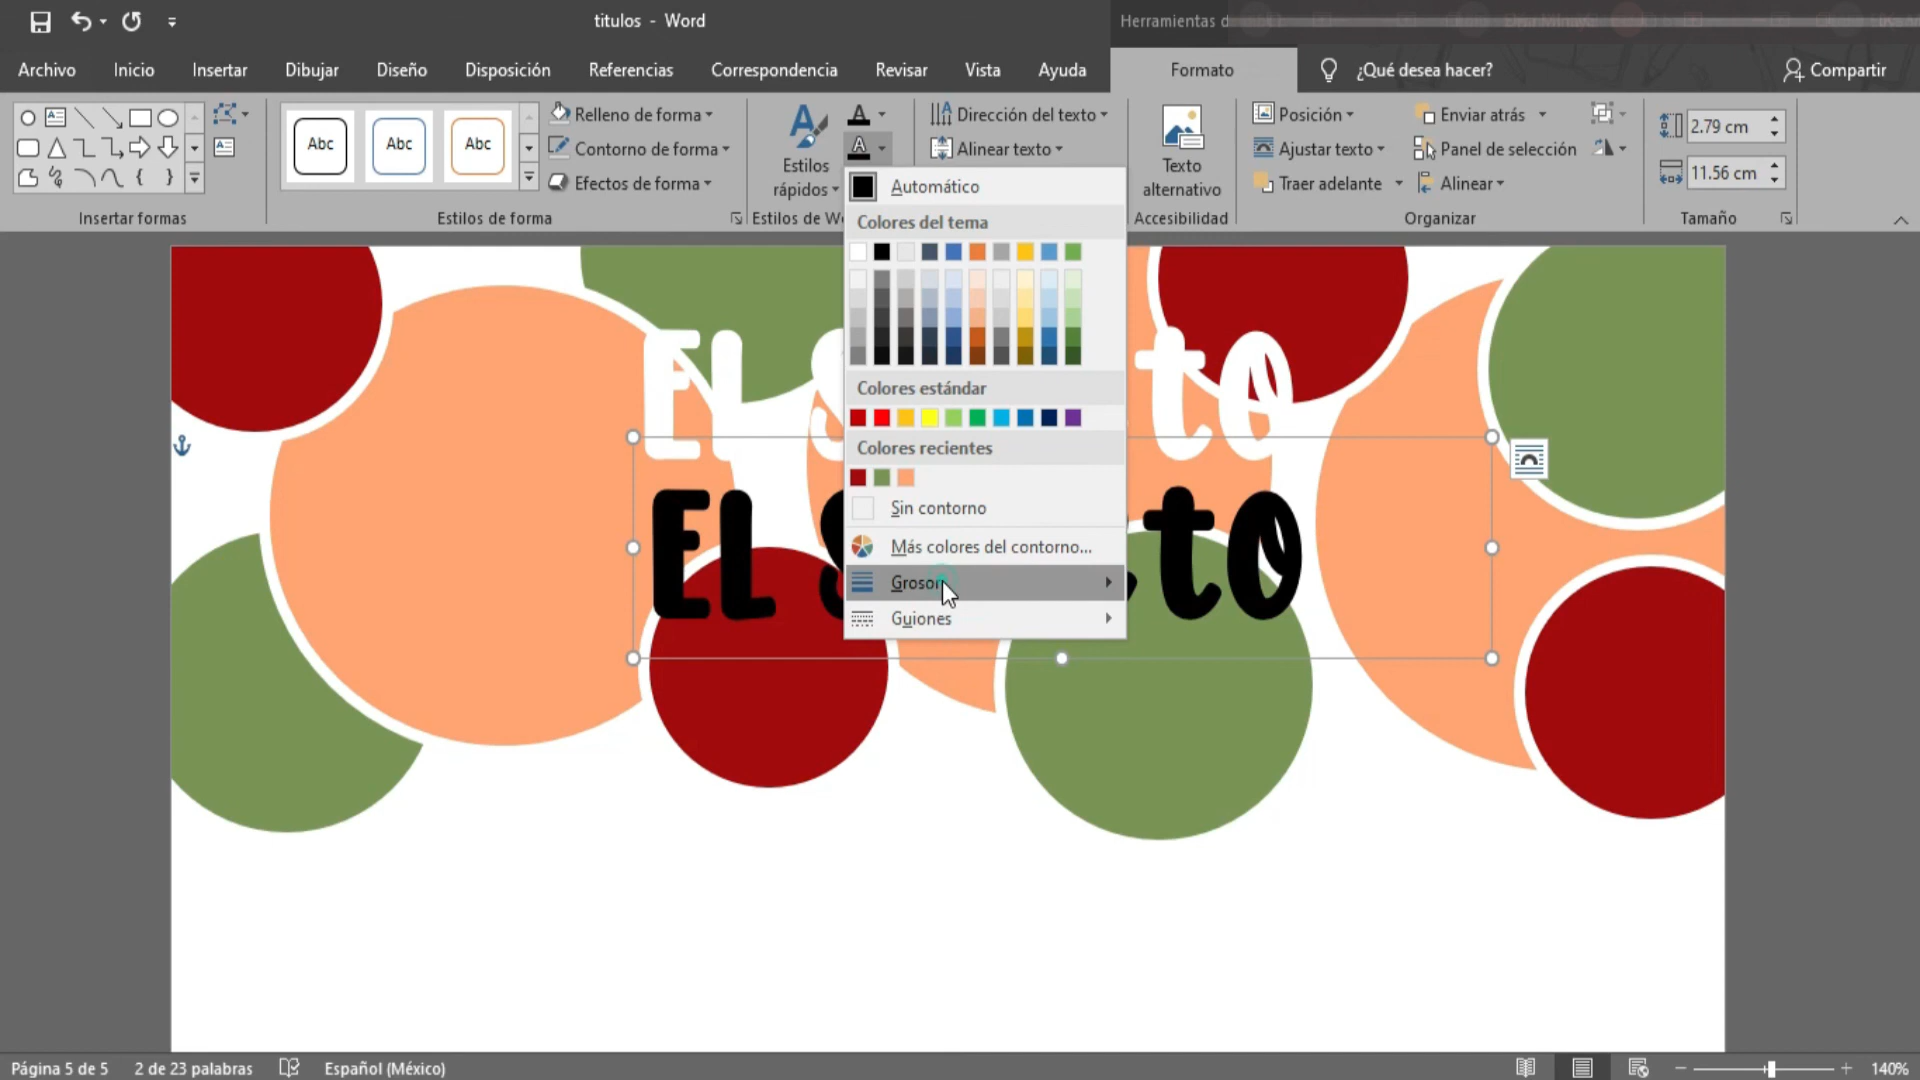 titulos - Word
Herramientas d
Archivo Inicio Insertar Dibujar Diseño Disposición Referencias Correspondencia Revisar Vista Ayuda Formato ¿Qué desea hacer? Compartir
Abc Abc Abc
Relleno de forma
Contorno de forma
Efectos de forma
Estilos
rápidos
Dirección del texto
Alinear texto
Texto
alternativo
Posición
Ajustar texto
Traer adelante
Enviar atrás
Panel de selección
Alinear
2.79 cm
11.56 cm
Insertar formas Estilos de forma Estilos de Wo Accesibilidad Organizar Tamaño
Automático
Colores del tema
Colores estándar
Colores recientes
Sin contorno
Más colores del contorno...
Grosor
Guiones
EL S to
EL S to
Página 5 de 5 2 de 23 palabras Español (México) 140%